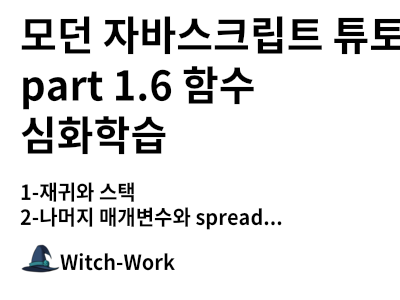 모던 자바스크립트 튜토
part 1.6 함수
심화학습
1-재귀와 스택
2-나머지 매개변수와 spread...
Witch-Work